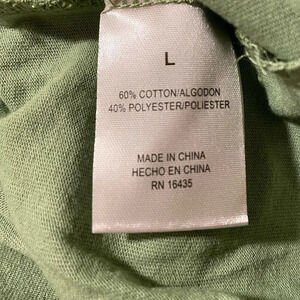 L
60% COTTON/ALGODON
40% POLYESTER/POLIESTER
MADE IN CHINA
HECHO EN CHINA
RN 16435